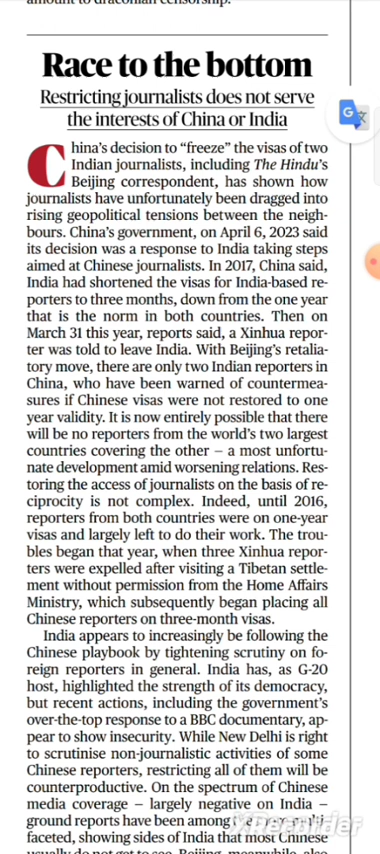 amount to draconian censorship.
Race to the bottom
Restricting journalists does not serve
the interests of China or India
China's decision to “freeze” the visas of two
Indian journalists, including The Hindu's
Beijing correspondent, has shown how
journalists have unfortunately been dragged into
rising geopolitical tensions between the neigh-
bours. China's government, on April 6, 2023 said
its decision was a response to India taking steps
aimed at Chinese journalists. In 2017, China said,
India had shortened the visas for India-based re-
porters to three months, down from the one year
that is the norm in both countries. Then on
March 31 this year, reports said, a Xinhua repor-
ter was told to leave India. With Beijing's retalia-
tory move, there are only two Indian reporters in
China, who have been warned of countermea-
sures if Chinese visas were not restored to one
year validity. It is now entirely possible that there
will be no reporters from the world's two largest
countries covering the other – a most unfortu-
nate development amid worsening relations. Res-
toring the access of journalists on the basis of re-
ciprocity is not complex. Indeed, until 2016,
reporters from both countries were on one-year
visas and largely left to do their work. The trou-
bles began that year, when three Xinhua repor-
ters were expelled after visiting a Tibetan settle-
ment without permission from the Home Affairs
Ministry, which subsequently began placing all
Chinese reporters on three-month visas.
India appears to increasingly be following the
Chinese playbook by tightening scrutiny on fo-
reign reporters in general. India has, as G-20
host, highlighted the strength of its democracy,
but recent actions, including the government's
over-the-top response to a BBC documentary, ap-
pear to show insecurity. While New Delhi is right
to scrutinise non-journalistic activities of some
Chinese reporters, restricting all of them will be
counterproductive. On the spectrum of Chinese
media coverage – largely negative on India –
ground reports have been among the
faceted, showing sides of India that most Chinese
usually do not get to see. Beijing, meanwhile, also
G
XRecorder